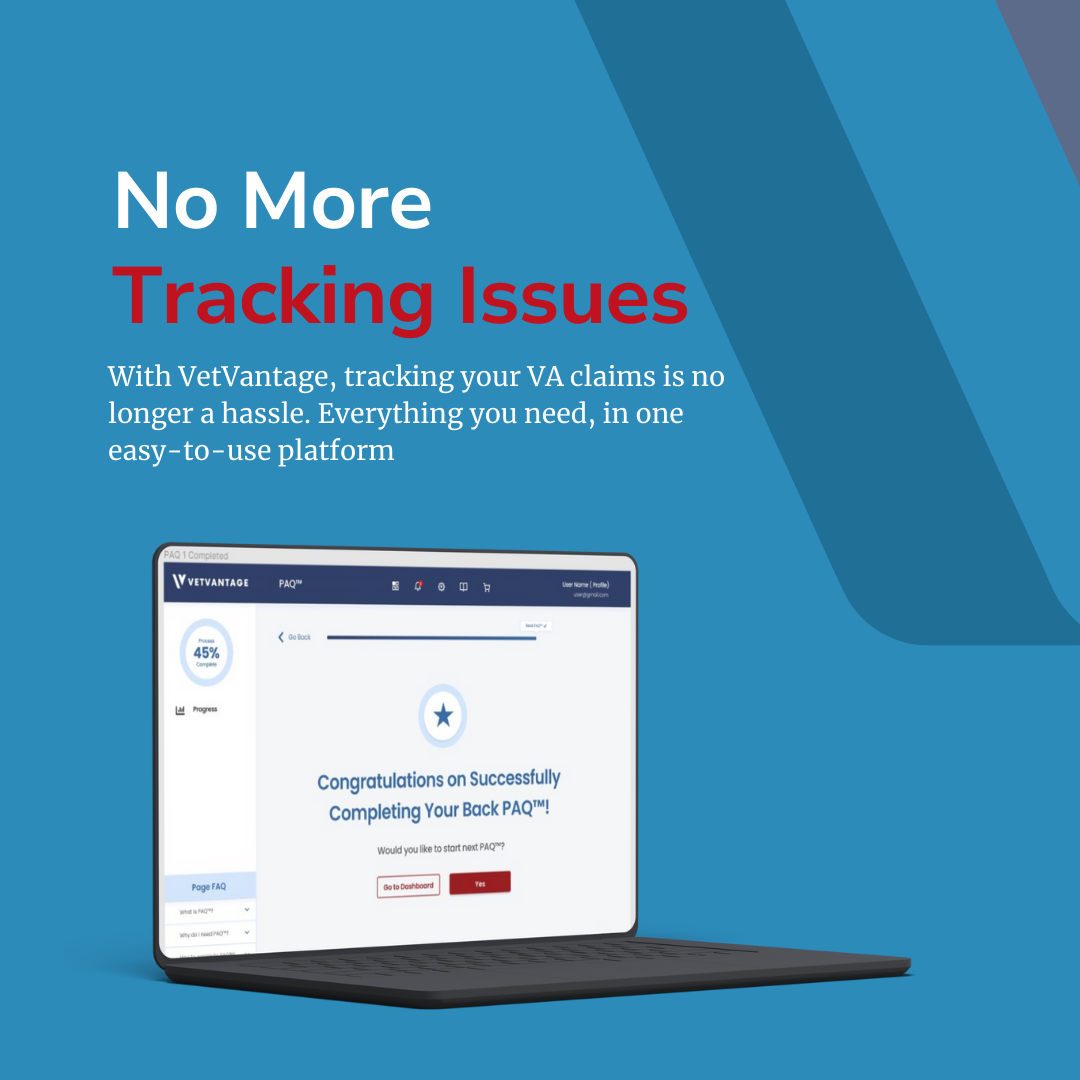 No More
Tracking Issues
With VetVantage, tracking your VA claims is no
longer a hassle. Everything you need, in one
easy-to-use platform
PAQ 1 Completed
VETVANTAGE
PAQ™
User Name ( Profile)
user@gmail.com
Process
45%
Complete
Go Back
Progress
Congratulations on Successfully
Completing Your Back PAQ™!
Would you like to start next PAQ™?
Go to Dashboard
Yes
Page FAQ
What is PAQ™?
Why do I Need PAQ™?